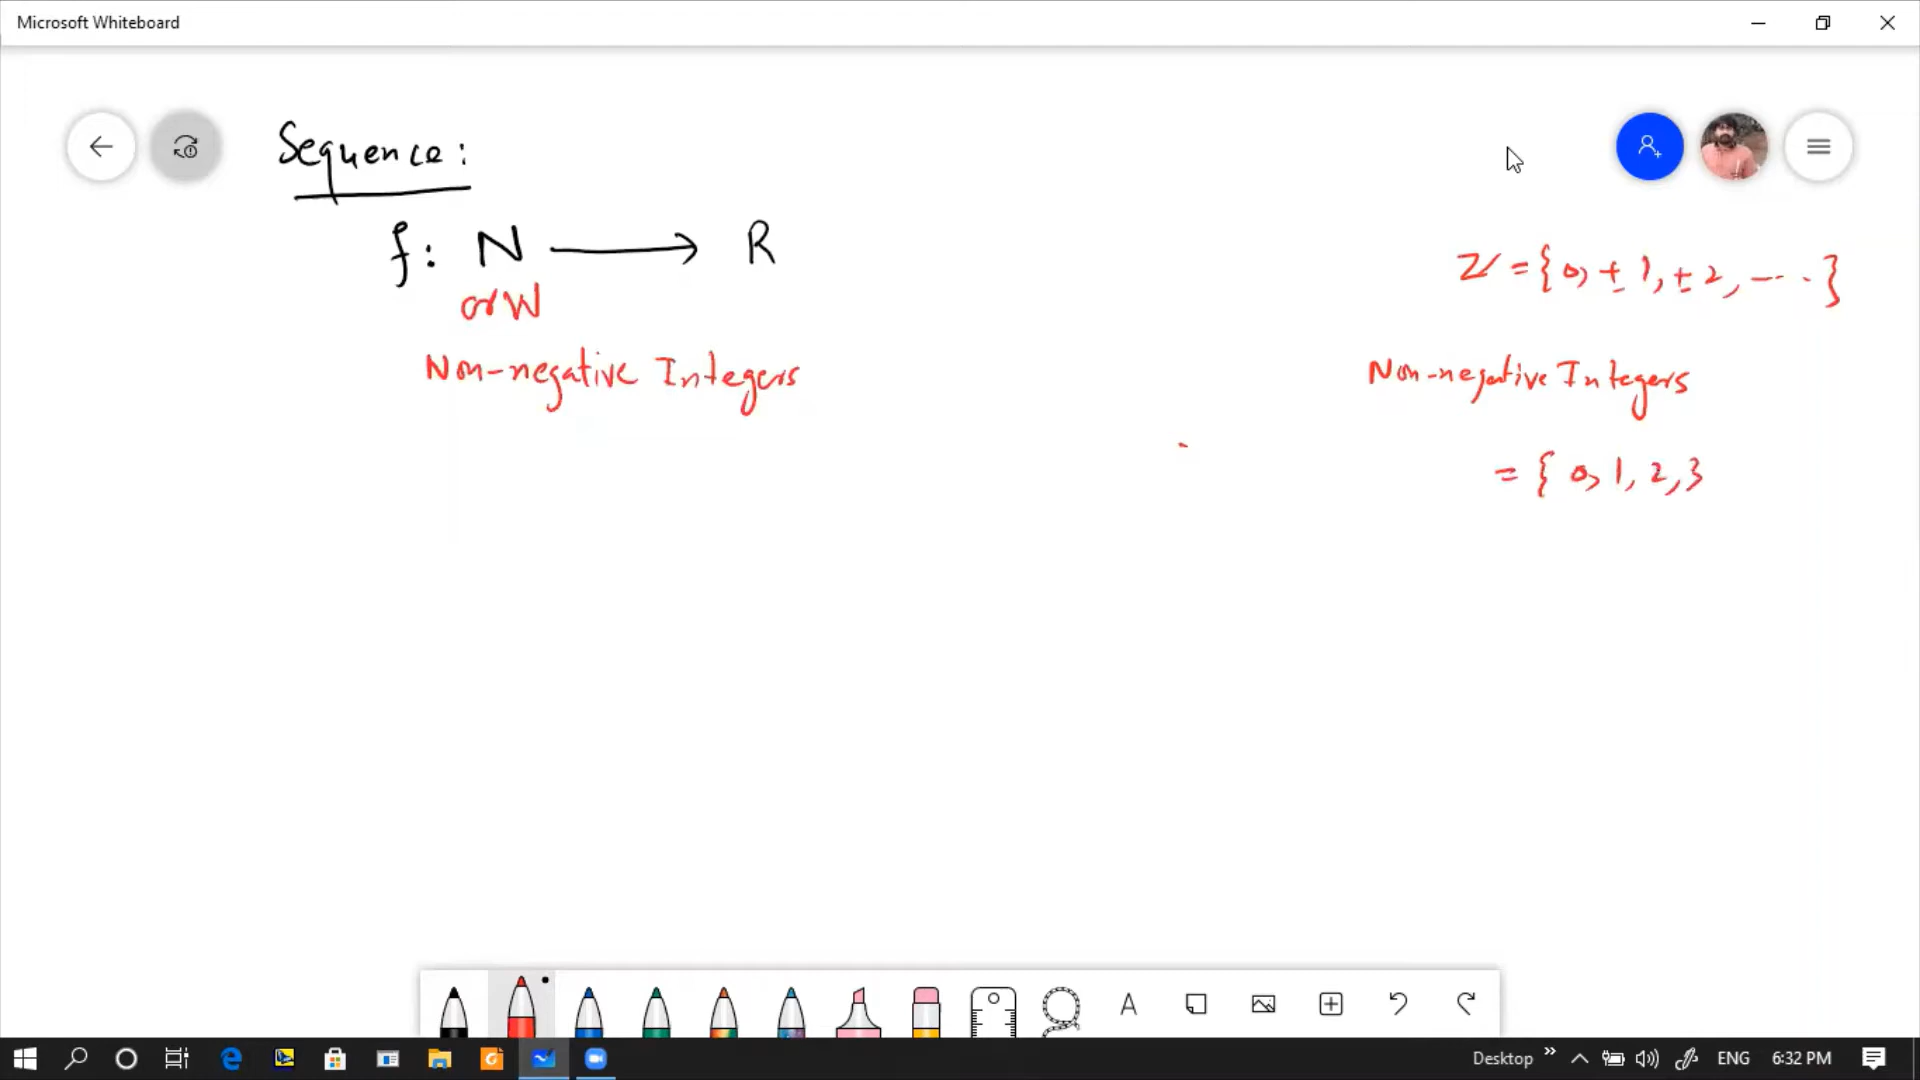 Microsoft Whiteboard
Sequence:
f: N ⟶ R
or W
Non-negative Integers
Z = {0, ± 1, ± 2, --- . }
Non-negative Integers
= { 0, 1, 2, 3
A
Desktop
ENG
6:32 PM